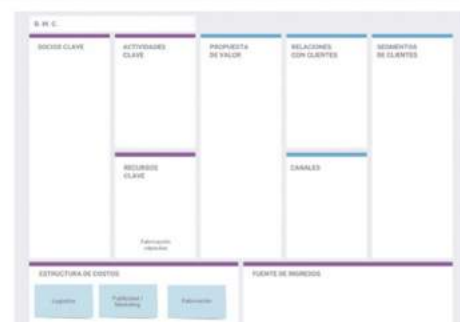 B. M. C.
SOCIOS CLAVE
ACTIVIDADES
CLAVE
PROPUESTA
DE VALOR
RELACIONES
CON CLIENTES
SEGMENTOS
DE CLIENTES
RECURSOS
CLAVE
Fabricación
CANALES
ESTRUCTURA DE COSTOS
Logística
Publicidad /
Marketing
Fabricación
FUENTE DE INGRESOS